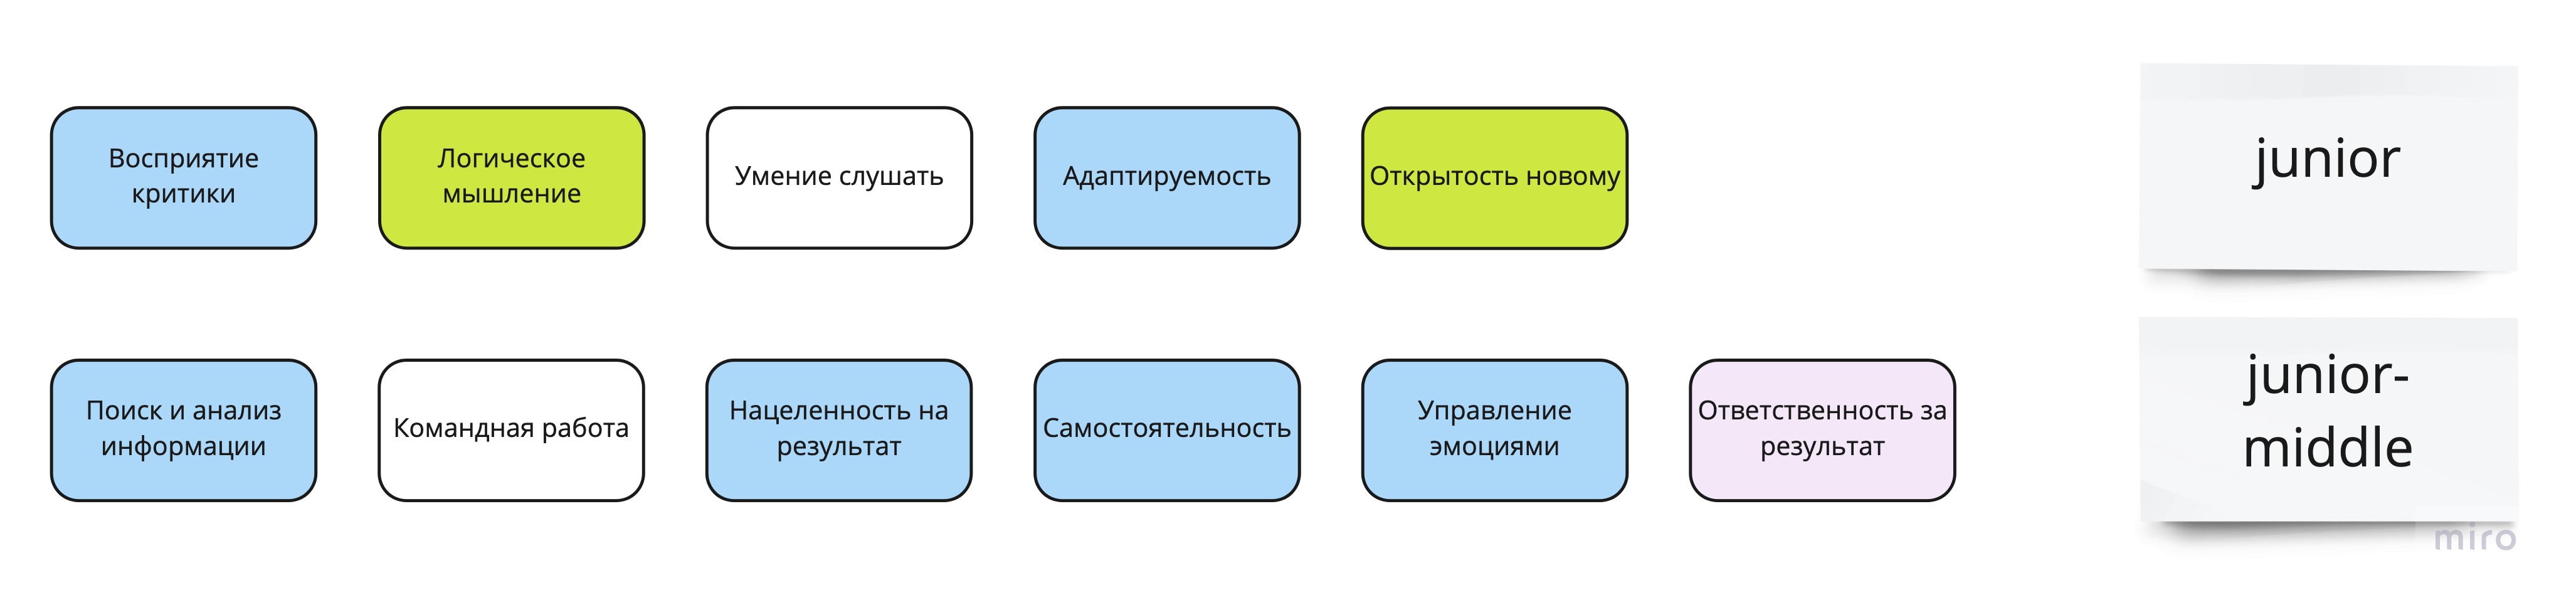 Восприятие
критики
Логическое
мышление
Умение слушать
Адаптируемость
Открытость новому
junior
Поиск и анализ
информации
Командная работа
Нацеленность на
результат
Самостоятельность
Управление
эмоциями
Ответственность за
результат
junior-
middle
miro